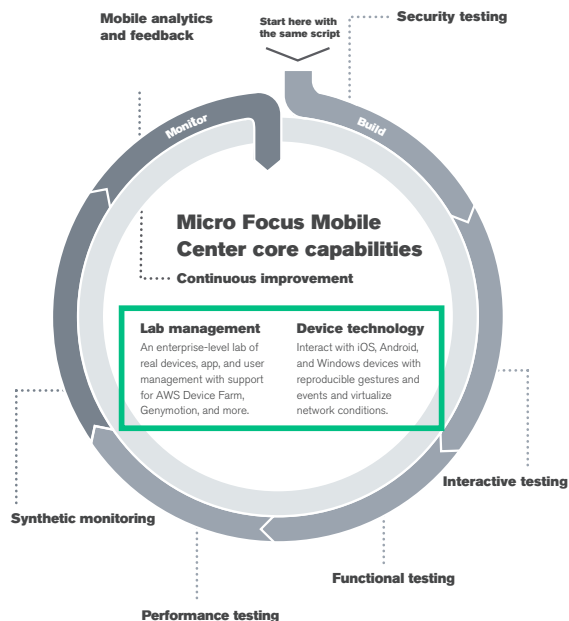 Mobile analytics
and feedback
Start here with
the same script
Security testing
Monitor
Build
Micro Focus Mobile
Center core capabilities
Continuous improvement
Lab management
An enterprise-level lab of
real devices, app, and user
management with support
for AWS Device Farm,
Genymotion, and more.
Device technology
Interact with iOS, Android,
and Windows devices with
reproducible gestures and
events and virtualize
network conditions.
Interactive testing
Synthetic monitoring
Functional testing
Performance testing